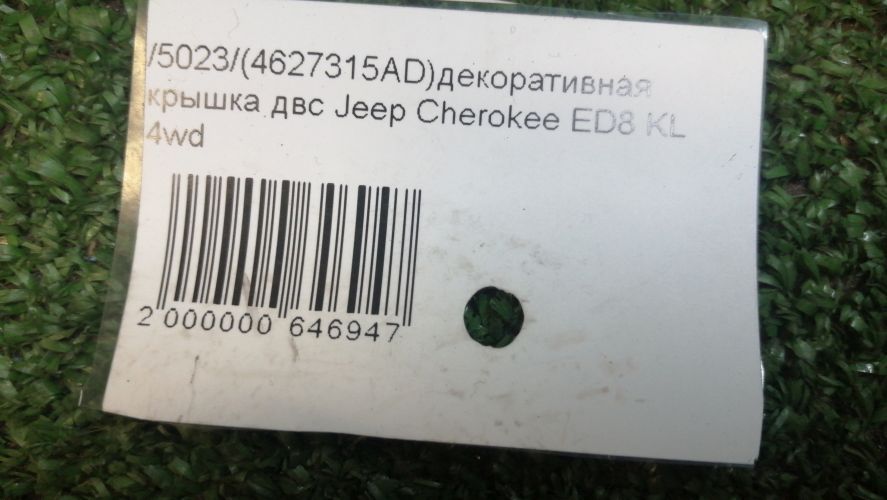 /5023/(4627315AD)декоративная
крышка двс Jeep Cherokee ED8 KL
4wd
2 000000 646947